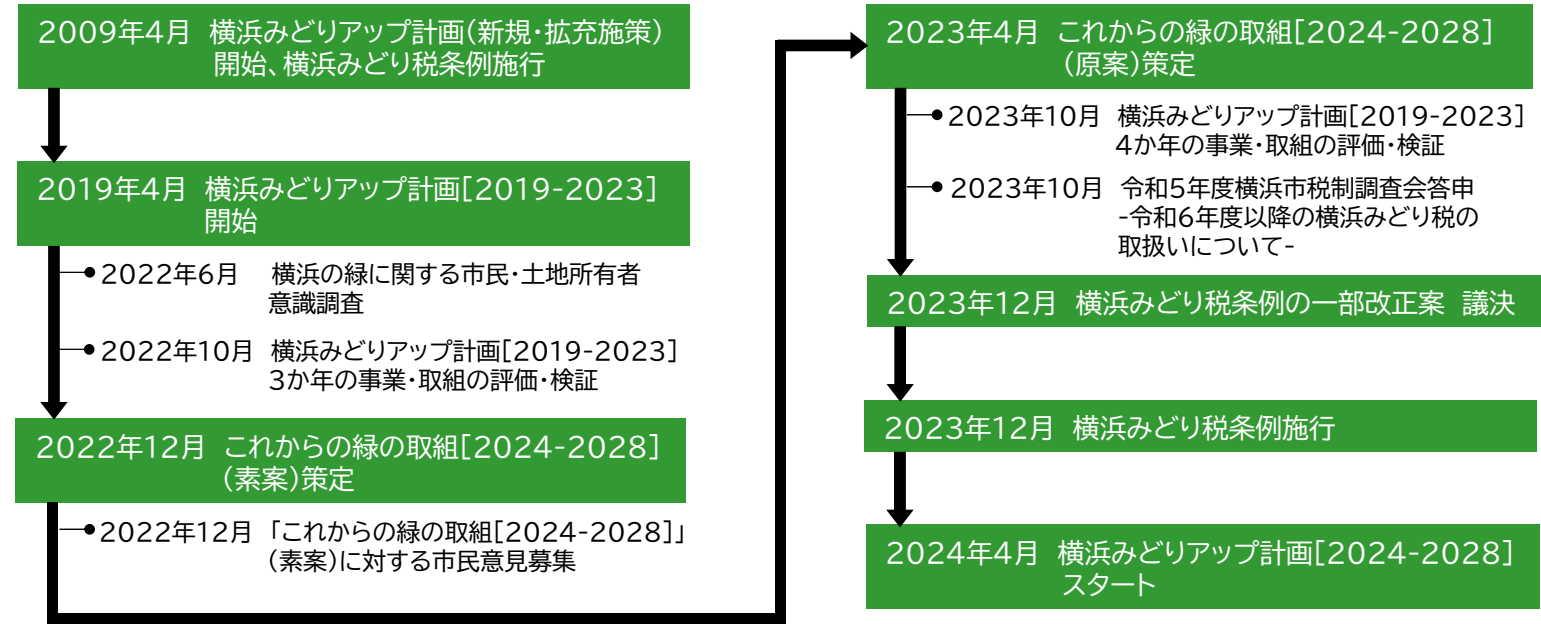 2009年4月 横浜みどりアップ計画(新規・拡充施策)
開始、横浜みどり税条例施行
2019年4月 横浜みどりアップ計画[2019-2023]
開始
2022年6月 横浜の緑に関する市民・土地所有者
意識調査
2022年10月 横浜みどりアップ計画[2019-2023]
3か年の事業・取組の評価・検証
2022年12月 これからの緑の取組[2024-2028]
(素案)策定
2022年12月 「これからの緑の取組[2024-2028]」
(素案)に対する市民意見募集
2023年4月 これからの緑の取組[2024-2028]
(原案)策定
2023年10月 横浜みどりアップ計画[2019-2023]
4か年の事業・取組の評価・検証
2023年10月 令和5年度横浜市税制調査会答申
-令和6年度以降の横浜みどり税の
取扱いについて-
2023年12月 横浜みどり税条例の一部改正案 議決
2023年12月 横浜みどり税条例施行
2024年4月 横浜みどりアップ計画[2024-2028]
スタート